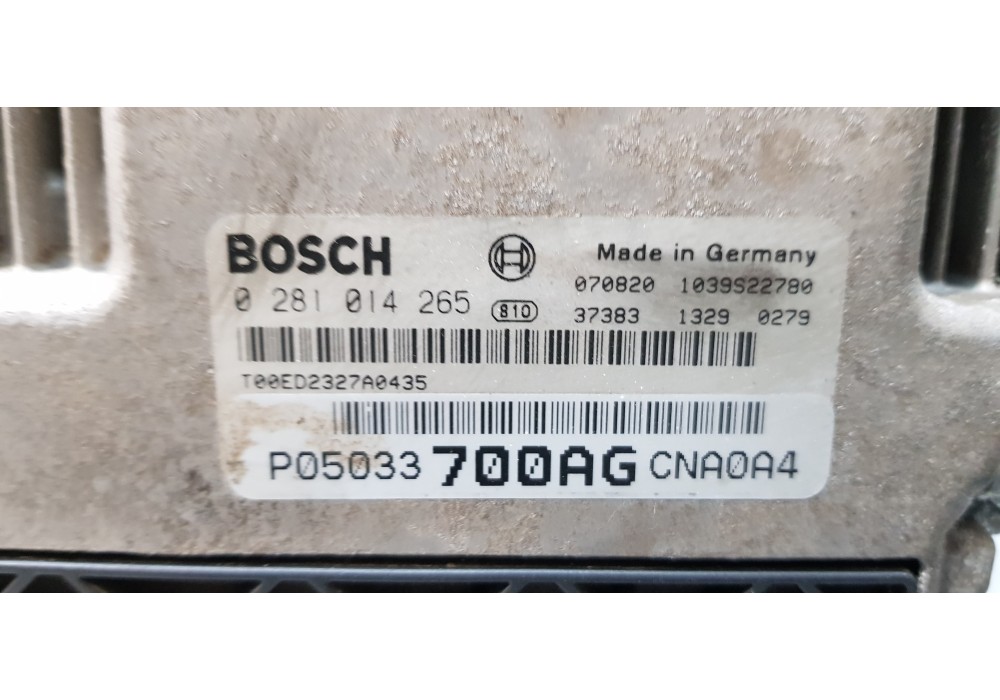 BOSCH Made in Germany
070820 1039S22780
0 281 014 265 810 37383 1329 0279
T00ED2327A0435
P05033 700AG CNA0A4